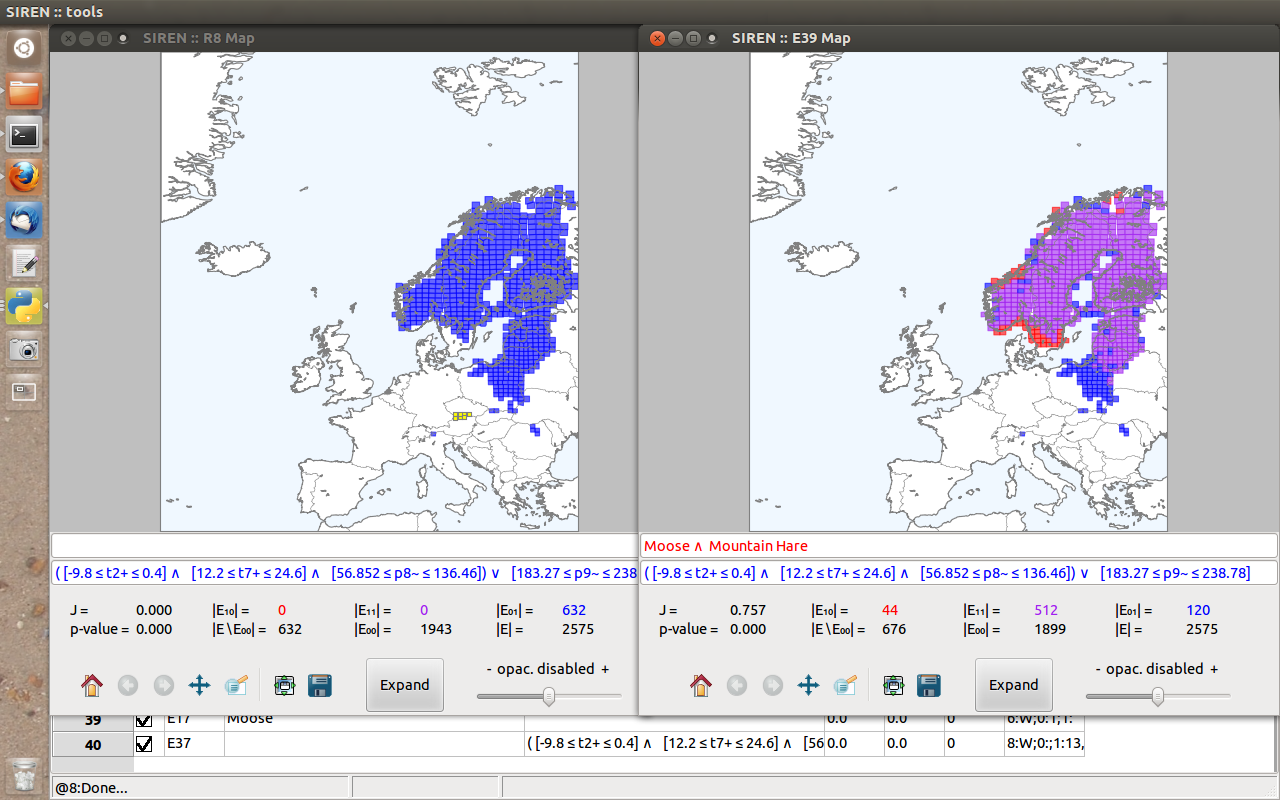 SIREN :: tools
SIREN :: R8 Map
SIREN :: E39 Map
Moose ∧ Mountain Hare
( [-9.8 ≤ t2+ ≤ 0.4] ∧ [12.2 ≤ t7+ ≤ 24.6] ∧ [56.852 ≤ p8~ ≤ 136.46]) ∨ [183.27 ≤ p9~ ≤ 238
( [-9.8 ≤ t2+ ≤ 0.4] ∧ [12.2 ≤ t7+ ≤ 24.6] ∧ [56.852 ≤ p8~ ≤ 136.46]) ∨ [183.27 ≤ p9~ ≤ 238.78]
J = 0.000 |E₁₀| = 0 |E₁₁| = 0 |E₀₁| = 632
p-value = 0.000 |E\E₀₀| = 632 |E₀₀| = 1943 |E| = 2575
J = 0.757 |E₁₀| = 44 |E₁₁| = 512 |E₀₁| = 120
p-value = 0.000 |E\E₀₀| = 676 |E₀₀| = 1899 |E| = 2575
- opac. disabled +
Expand
- opac. disabled +
Expand
39 E17 Moose 0.0 0.0 0 6:W;0:1;1:
40 E37 ( [-9.8 ≤ t2+ ≤ 0.4] ∧ [12.2 ≤ t7+ ≤ 24.6] ∧ [56 0.0 0.0 0 8:W;0:;1:13,
@8:Done...